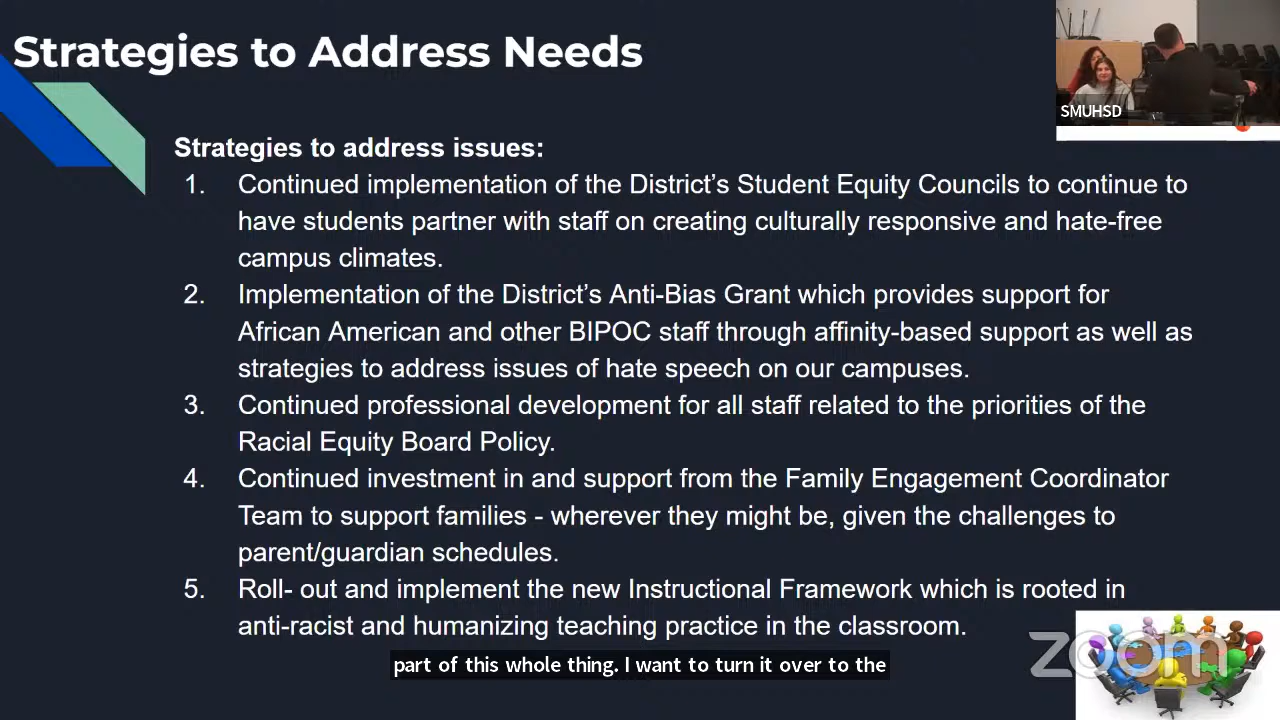 Strategies to Address Needs
SMUHSD
Strategies to address issues:
1. Continued implementation of the District's Student Equity Councils to continue to
have students partner with staff on creating culturally responsive and hate-free
campus climates.
2. Implementation of the District's Anti-Bias Grant which provides support for
African American and other BIPOC staff through affinity-based support as well as
strategies to address issues of hate speech on our campuses.
3. Continued professional development for all staff related to the priorities of the
Racial Equity Board Policy.
4. Continued investment in and support from the Family Engagement Coordinator
Team to support families - wherever they might be, given the challenges to
parent/guardian schedules.
5. Roll- out and implement the new Instructional Framework which is rooted in
anti-racist and humanizing teaching practice in the classroom.
zoom
part of this whole thing. I want to turn it over to the